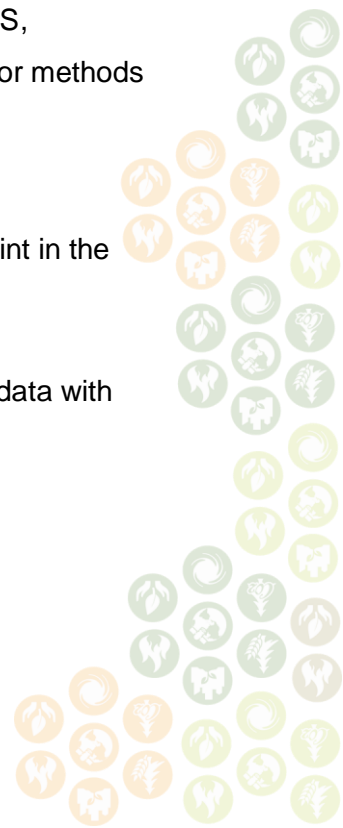 S,
or methods
int in the
data with